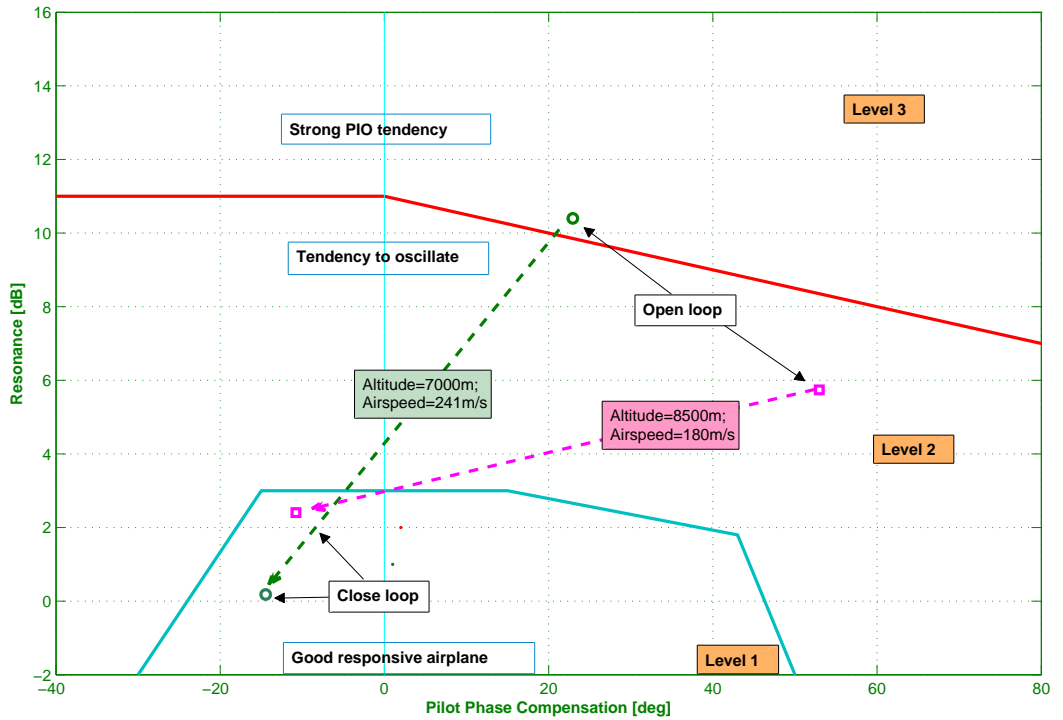 16
14
12
10
8
6
4
2
0
−2
Resonance [dB]
Level 3
Strong PIO tendency
Tendency to oscillate
Open loop
Altitude=7000m;
Airspeed=241m/s
Altitude=8500m;
Airspeed=180m/s
Level 2
Close loop
Good responsive airplane
Level 1
−40
−20
0
20
40
60
80
Pilot Phase Compensation [deg]